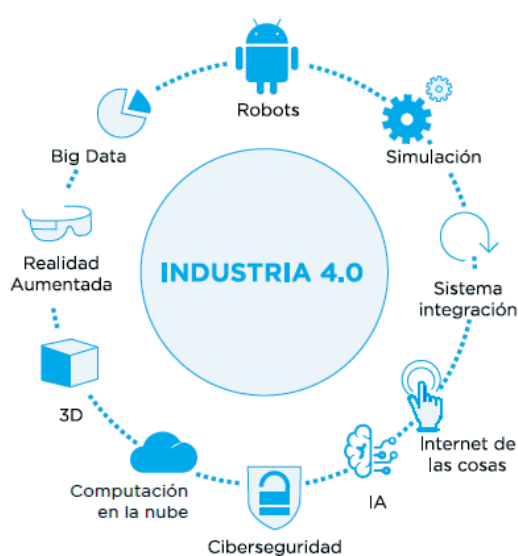 Robots
Simulación
Big Data
Realidad
Aumentada
INDUSTRIA 4.0
Sistema
integración
3D
Internet de
las cosas
Computación
en la nube
IA
Ciberseguridad